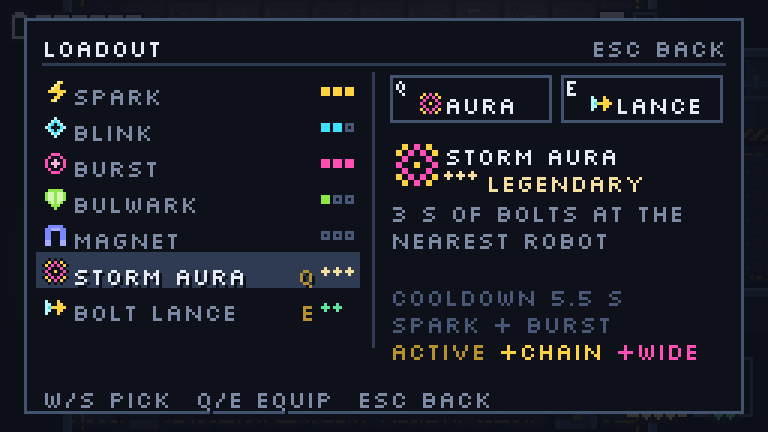 LOADOUT
ESC BACK
SPARK
BLINK
BURST
BULWARK
MAGNET
STORM AURA Q +++
BOLT LANCE E ++
Q AURA
E LANCE
STORM AURA
+++ LEGENDARY
3 S OF BOLTS AT THE
NEAREST ROBOT
COOLDOWN 5.5 S
SPARK + BURST
ACTIVE +CHAIN +WIDE
W/S PICK Q/E EQUIP ESC BACK